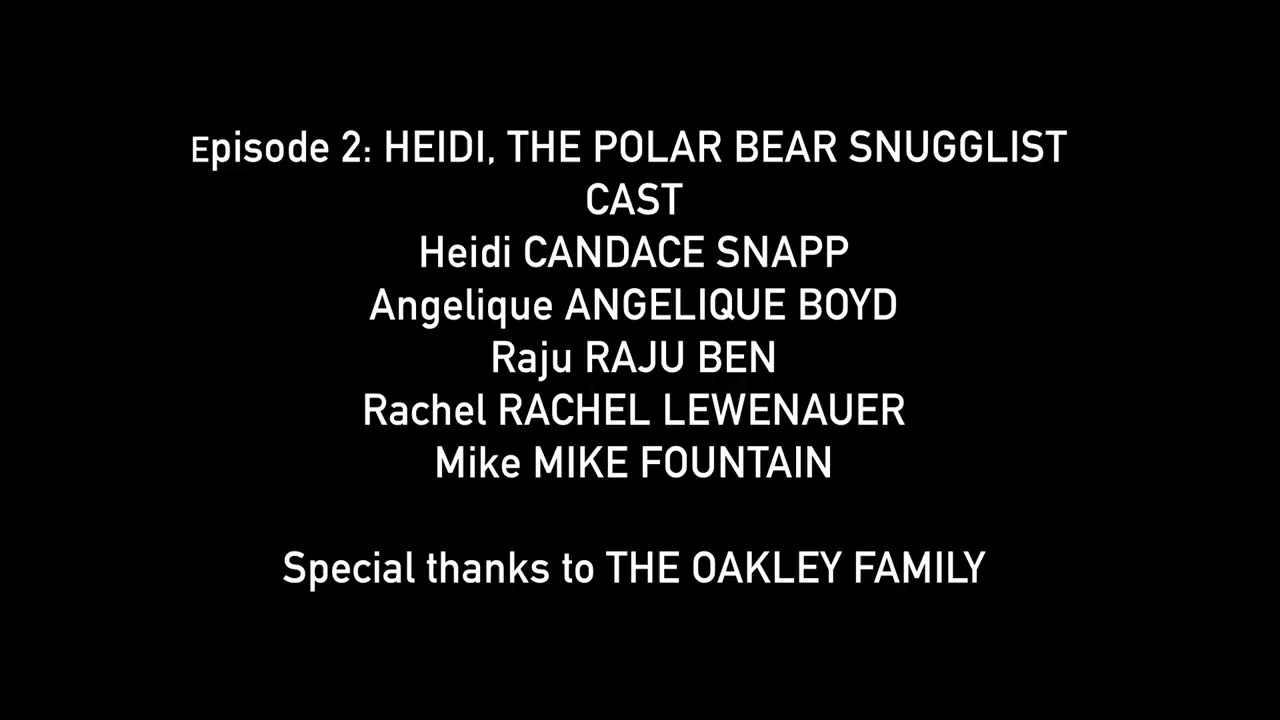 Episode 2: HEIDI, THE POLAR BEAR SNUGGLIST
CAST
Heidi CANDACE SNAPP
Angelique ANGELIQUE BOYD
Raju RAJU BEN
Rachel RACHEL LEWENAUER
Mike MIKE FOUNTAIN
Special thanks to THE OAKLEY FAMILY